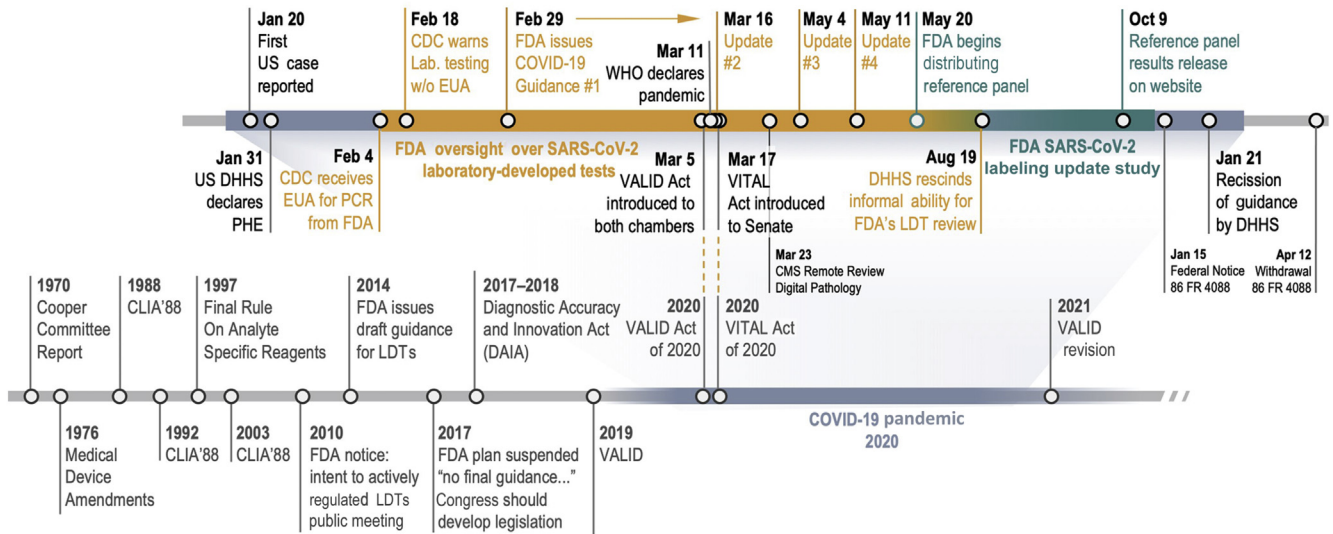 Jan 20
First
US case
reported
Feb 18
CDC warns
Lab. testing
w/o EUA
Feb 29
FDA issues
COVID-19
Guidance #1
Mar 11
WHO declares
pandemic
Mar 16
Update
#2
May 4
Update
#3
May 11
Update
#4
May 20
FDA begins
distributing
reference panel
Oct 9
Reference panel
results release
on website
Jan 31
US DHHS
declares
PHE
Feb 4
CDC receives
EUA for PCR
from FDA
FDA oversight over SARS-CoV-2
laboratory-developed tests
Mar 5
VALID Act
introduced to
both chambers
Mar 17
VITAL
Act introduced
to Senate
Mar 23
CMS Remote Review
Digital Pathology
Aug 19
DHHS rescinds
informal ability for
FDA's LDT review
FDA SARS-CoV-2
labeling update study
Jan 15
Federal Notice
86 FR 4088
Jan 21
Recission
of guidance
by DHHS
Apr 12
Withdrawal
86 FR 4088
1970
Cooper
Committee
Report
1988
CLIA'88
1997
Final Rule
On Analyte
Specific Reagents
2014
FDA issues
draft guidance
for LDTs
2017–2018
Diagnostic Accuracy
and Innovation Act
(DAIA)
2020
VALID Act
of 2020
2020
VITAL Act
of 2020
2021
VALID
revision
1976
Medical
Device
Amendments
1992
CLIA'88
2003
CLIA'88
2010
FDA notice:
intent to actively
regulated LDTs
public meeting
2017
FDA plan suspended
"no final guidance..."
Congress should
develop legislation
2019
VALID
COVID-19 pandemic
2020